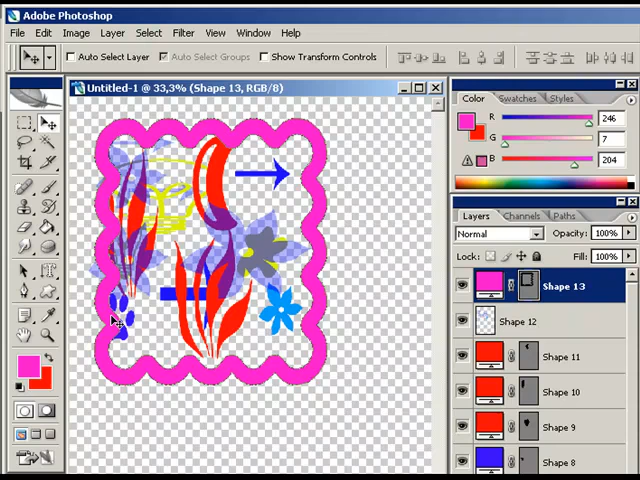 Adobe Photoshop
File Edit Image Layer Select Filter View Window Help
Auto Select Layer Auto Select Groups Show Transform Controls
Untitled-1 @ 33,3% (Shape 13, RGB/8)
Color Swatches Styles
R 246
G 7
B 204
Layers Channels Paths
Normal Opacity: 100%
Lock: Fill: 100%
Shape 13
Shape 12
Shape 11
Shape 10
Shape 9
Shape 8